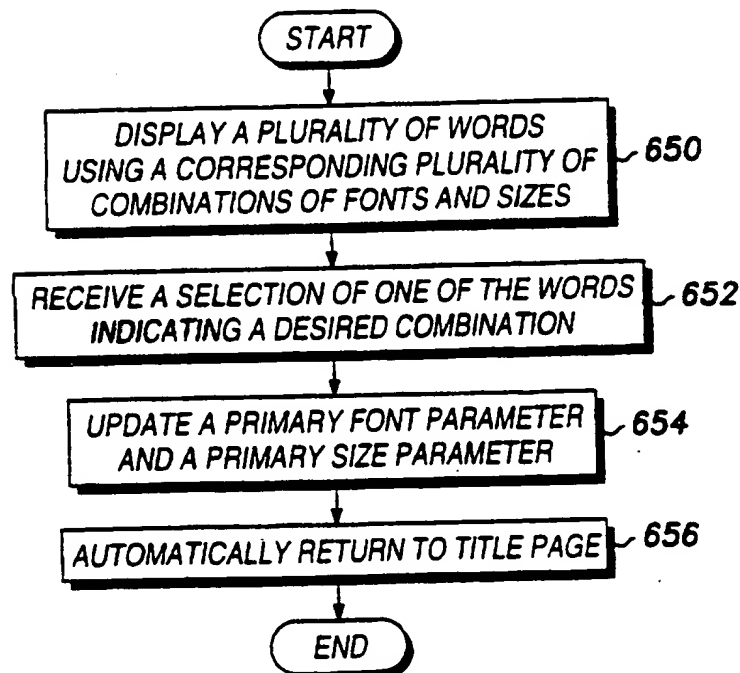 START
DISPLAY A PLURALITY OF WORDS
USING A CORRESPONDING PLURALITY OF
COMBINATIONS OF FONTS AND SIZES
650
RECEIVE A SELECTION OF ONE OF THE WORDS
INDICATING A DESIRED COMBINATION
652
UPDATE A PRIMARY FONT PARAMETER
AND A PRIMARY SIZE PARAMETER
654
AUTOMATICALLY RETURN TO TITLE PAGE
656
END